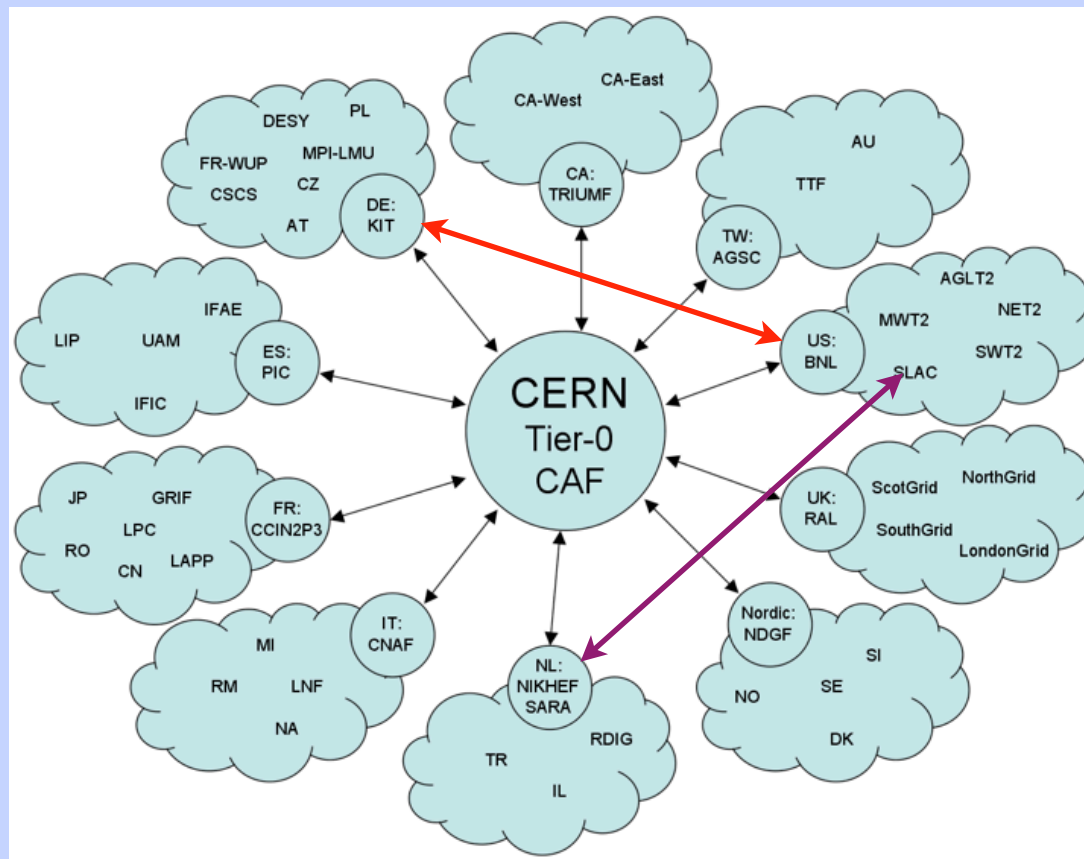 CA-East
CA-West
CA:
TRIUMF
DESY
PL
FR-WUP
MPI-LMU
CSCS
CZ
AT
DE:
KIT
AU
TTF
TW:
AGSC
AGLT2
MWT2
NET2
SWT2
SLAC
US:
BNL
IFAE
LIP
UAM
IFIC
ES:
PIC
CERN
Tier-0
CAF
ScotGrid
NorthGrid
SouthGrid
LondonGrid
UK:
RAL
JP
GRIF
LPC
RO
CN
LAPP
FR:
CCIN2P3
MI
RM
LNF
NA
IT:
CNAF
NL:
NIKHEF
SARA
TR
RDIG
IL
Nordic:
NDGF
SI
NO
SE
DK